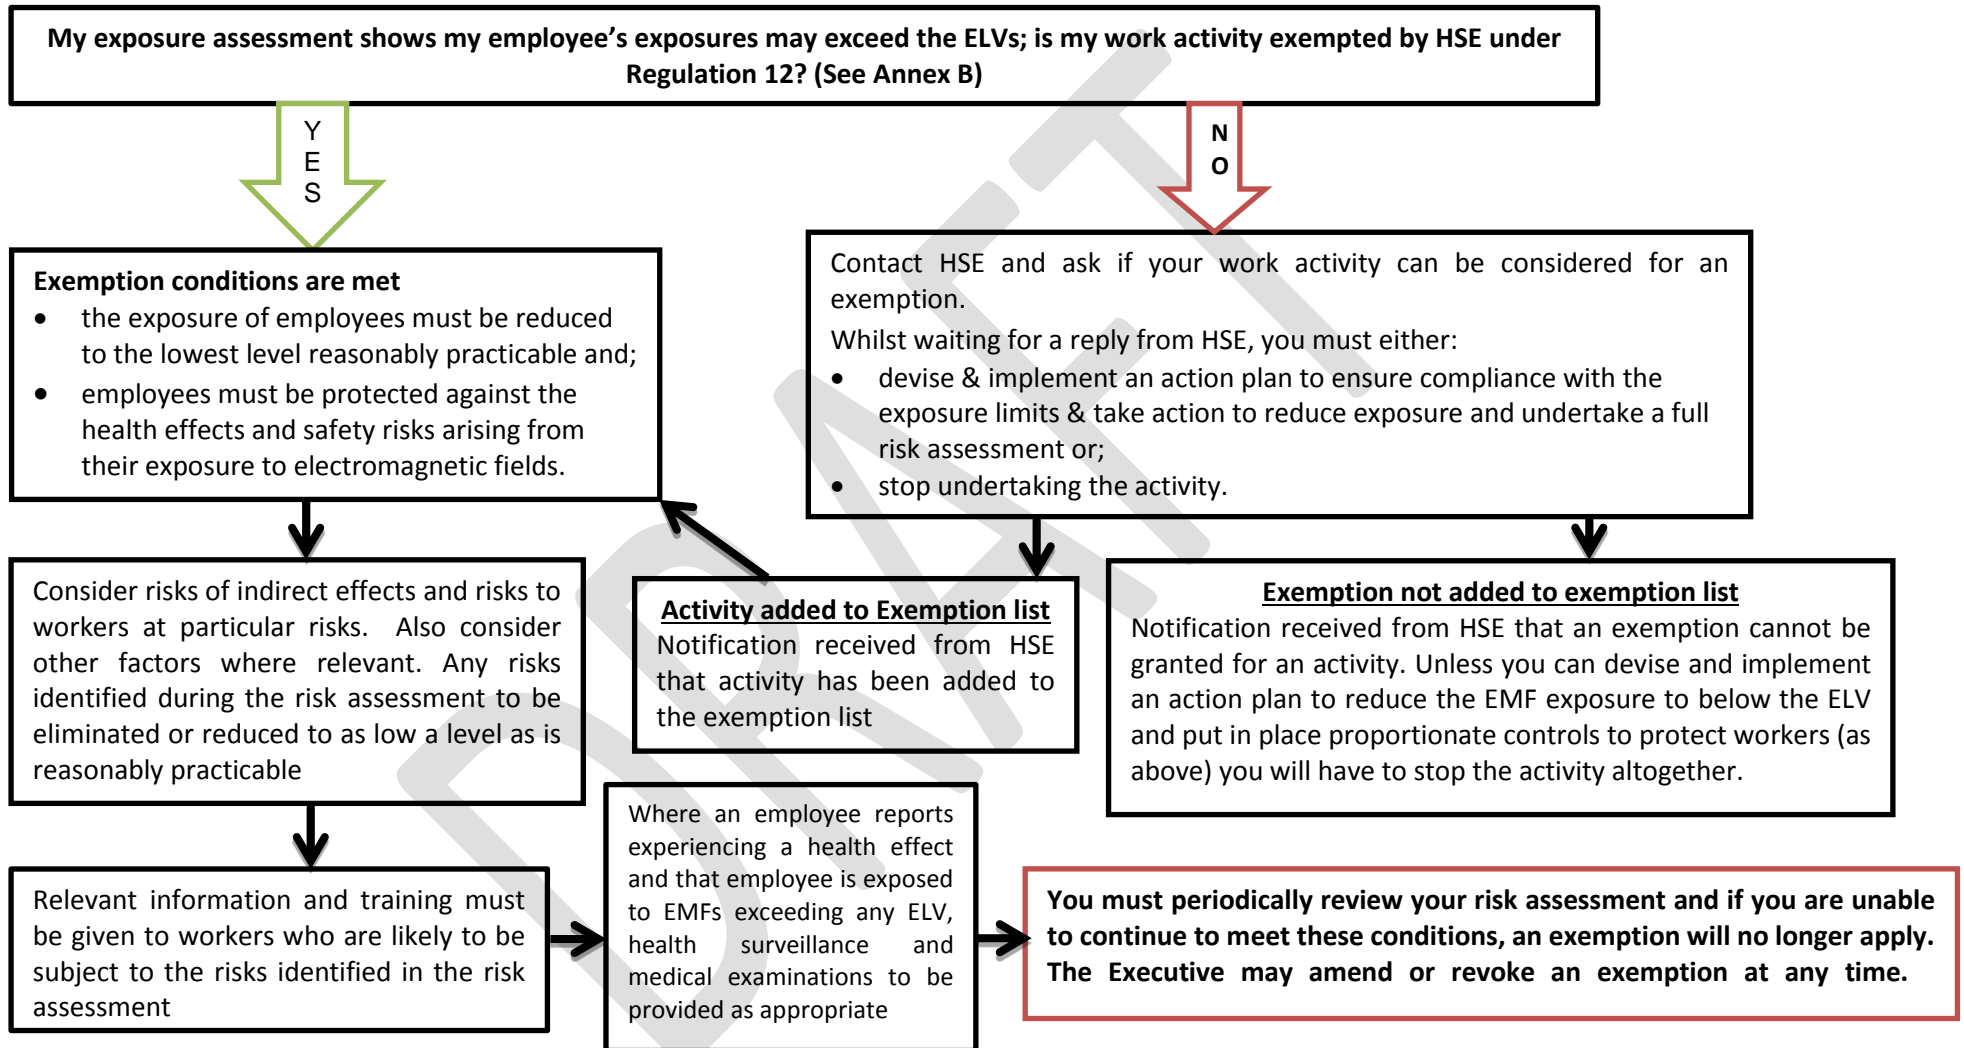 My exposure assessment shows my employee’s exposures may exceed the ELVs; is my work activity exempted by HSE under
Regulation 12? (See Annex B)
Y
E
S
N
O
Exemption conditions are met
• the exposure of employees must be reduced
to the lowest level reasonably practicable and;
• employees must be protected against the
health effects and safety risks arising from
their exposure to electromagnetic fields.
Contact HSE and ask if your work activity can be considered for an
exemption.
Whilst waiting for a reply from HSE, you must either:
• devise & implement an action plan to ensure compliance with the
exposure limits & take action to reduce exposure and undertake a full
risk assessment or;
• stop undertaking the activity.
Consider risks of indirect effects and risks to
workers at particular risks. Also consider
other factors where relevant. Any risks
identified during the risk assessment to be
eliminated or reduced to as low a level as is
reasonably practicable
Activity added to Exemption list
Notification received from HSE
that activity has been added to
the exemption list
Exemption not added to exemption list
Notification received from HSE that an exemption cannot be
granted for an activity. Unless you can devise and implement
an action plan to reduce the EMF exposure to below the ELV
and put in place proportionate controls to protect workers (as
above) you will have to stop the activity altogether.
Relevant information and training must
be given to workers who are likely to be
subject to the risks identified in the risk
assessment
Where an employee reports
experiencing a health effect
and that employee is exposed
to EMFs exceeding any ELV,
health surveillance and
medical examinations to be
provided as appropriate
You must periodically review your risk assessment and if you are unable
to continue to meet these conditions, an exemption will no longer apply.
The Executive may amend or revoke an exemption at any time.
DRAFT